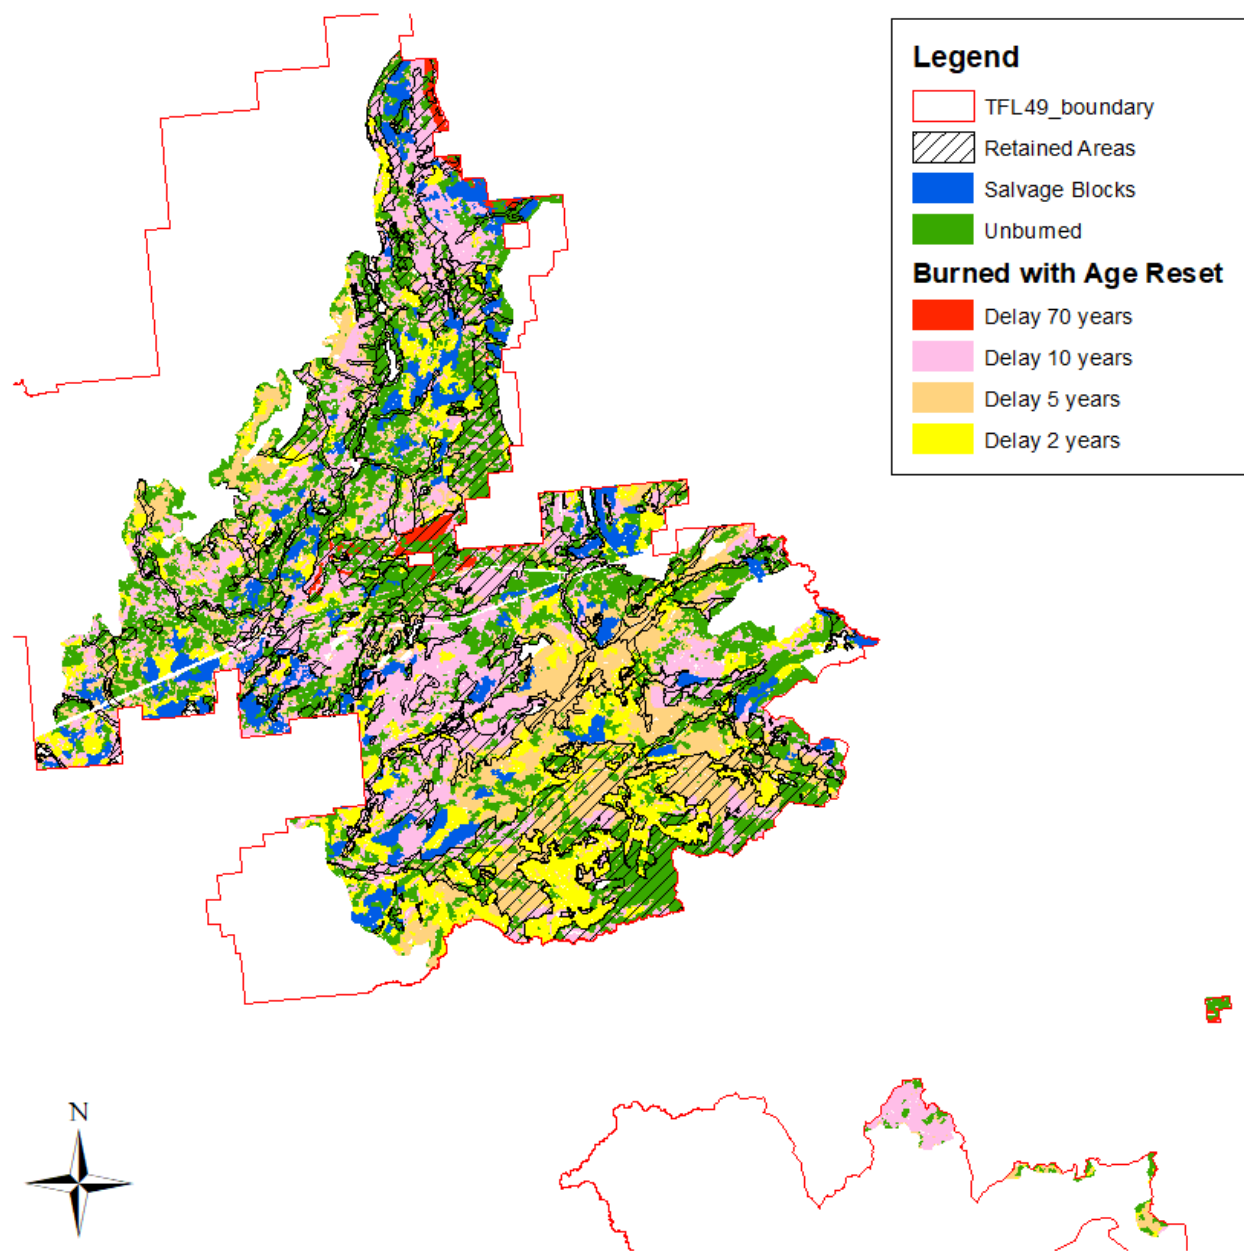 Legend
TFL49_boundary
Retained Areas
Salvage Blocks
Unburned
Burned with Age Reset
Delay 70 years
Delay 10 years
Delay 5 years
Delay 2 years
N